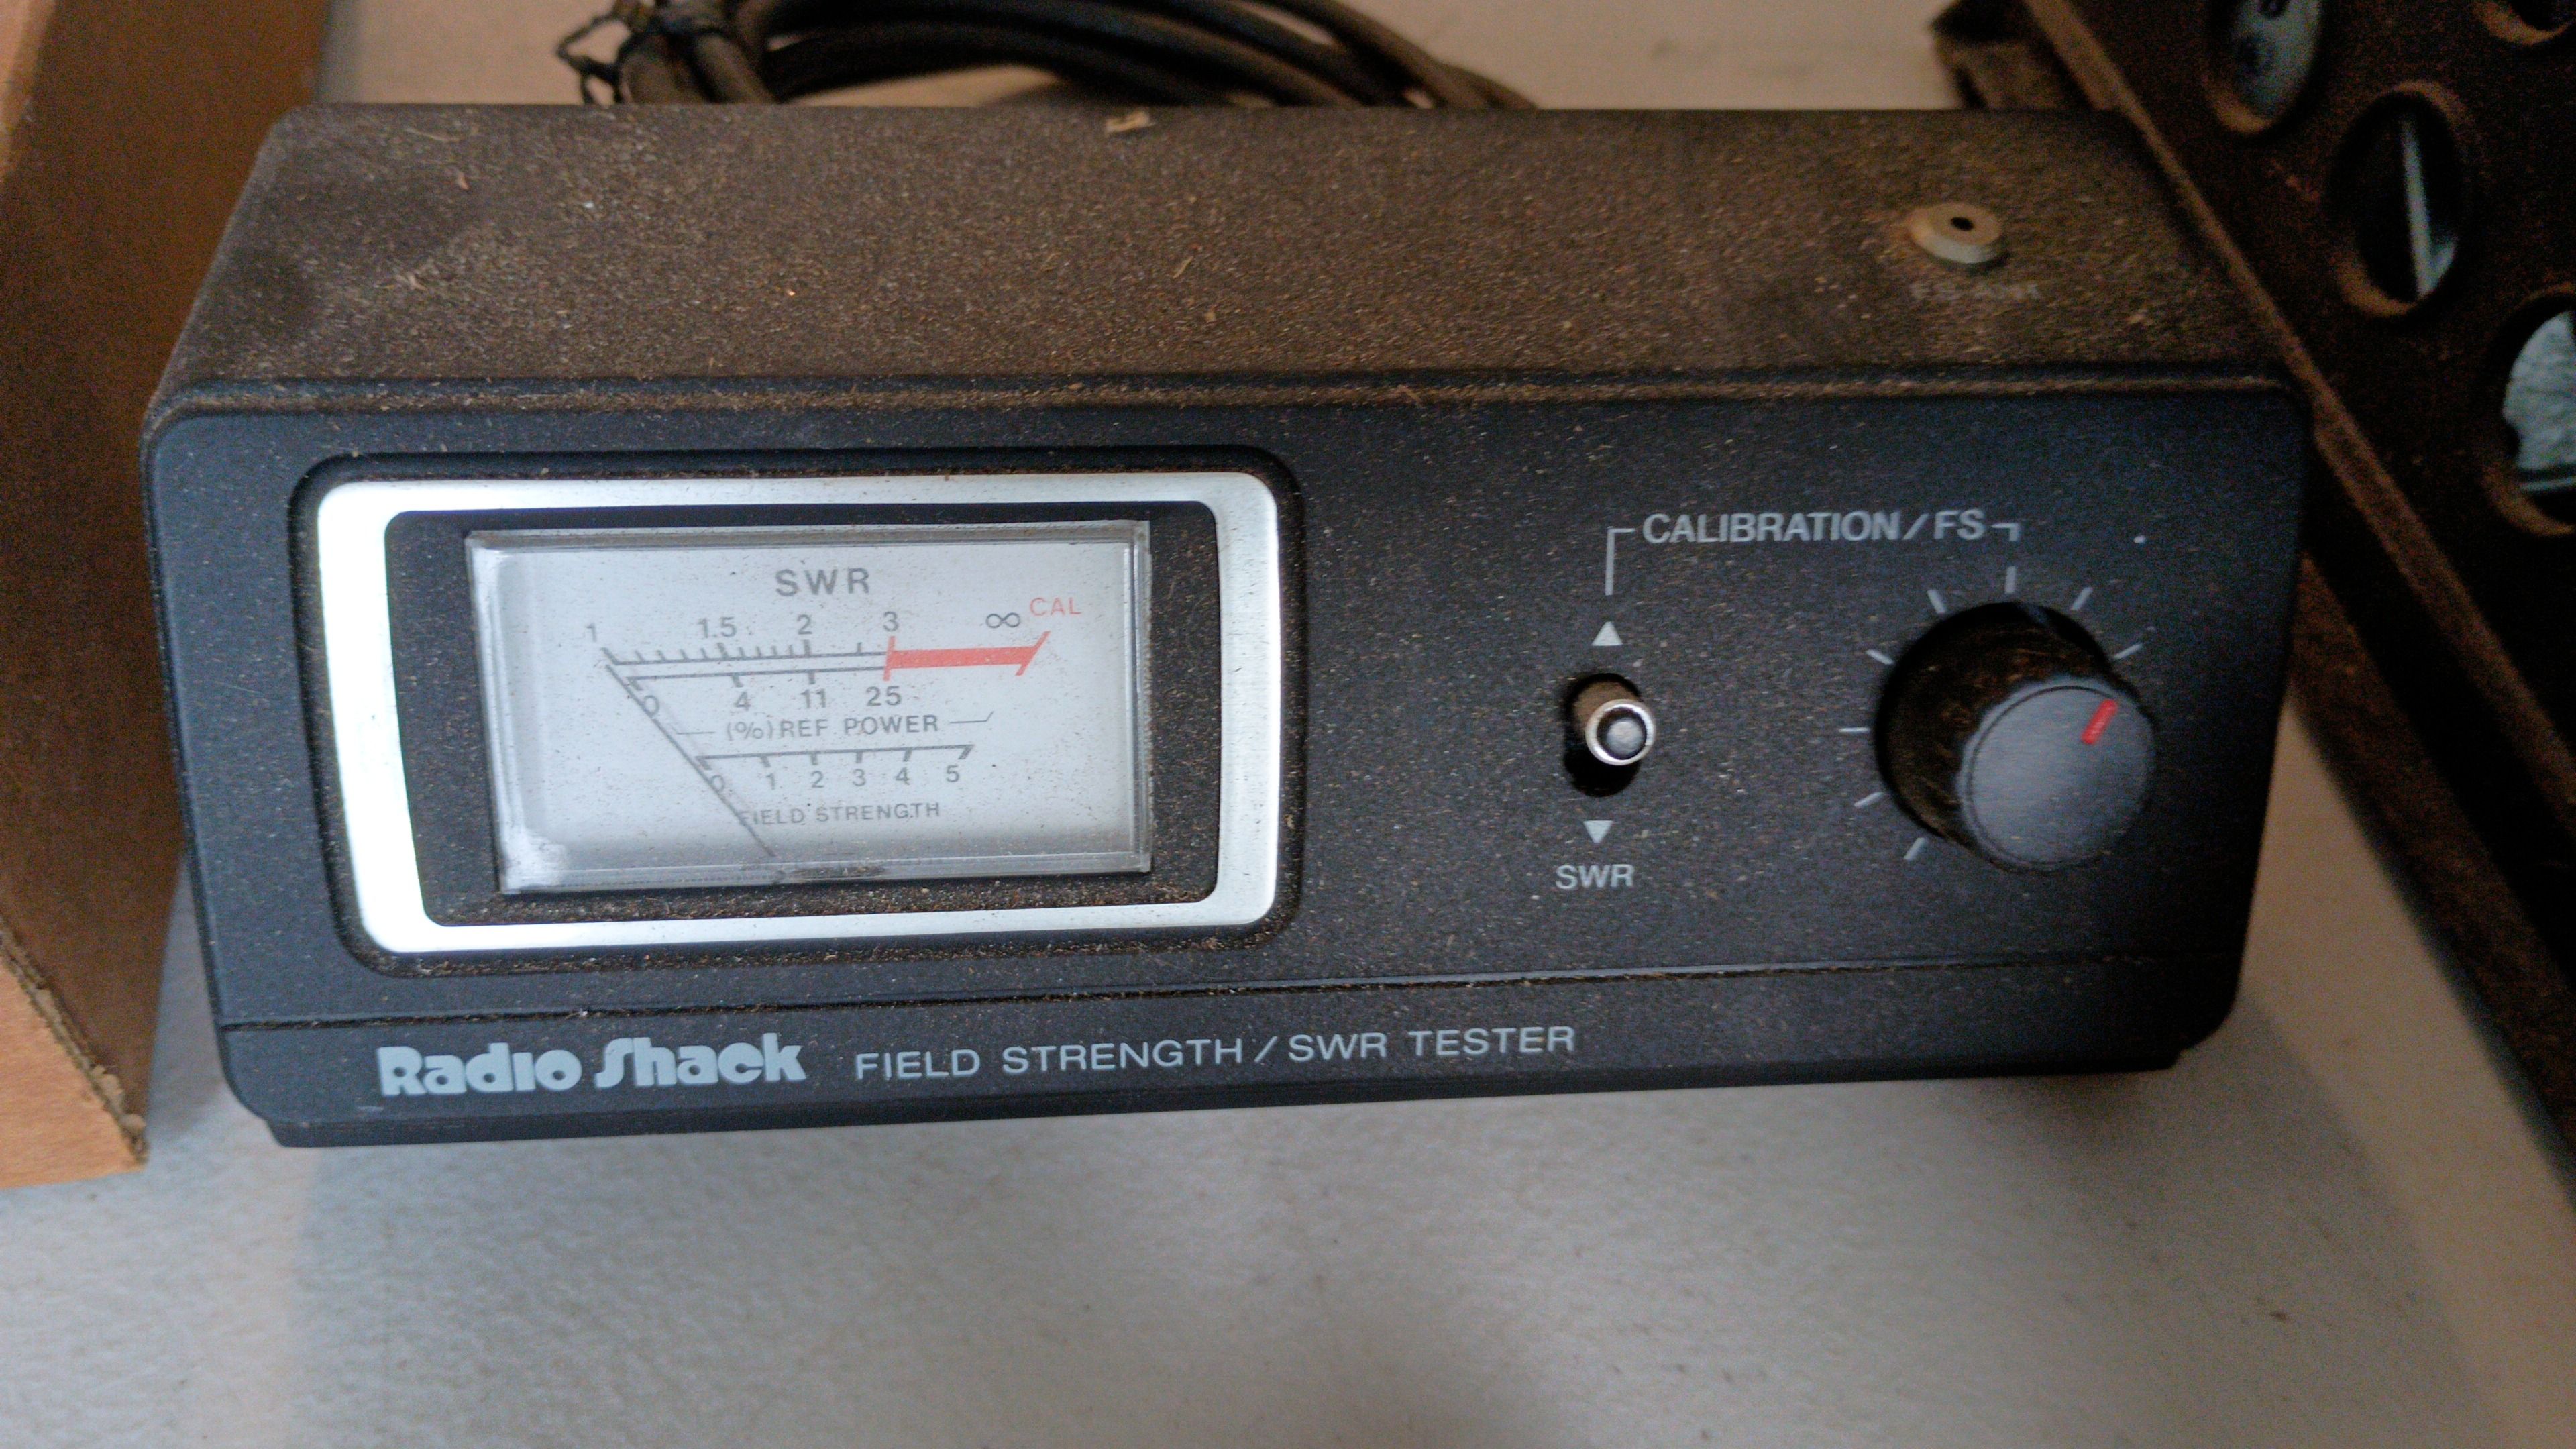 SWR
1 1.5 2 3 ∞ CAL
0 4 11 25
(%) REF POWER
0 1 2 3 4 5
FIELD STRENGTH
CALIBRATION/FS
SWR
Radio Shack FIELD STRENGTH/SWR TESTER